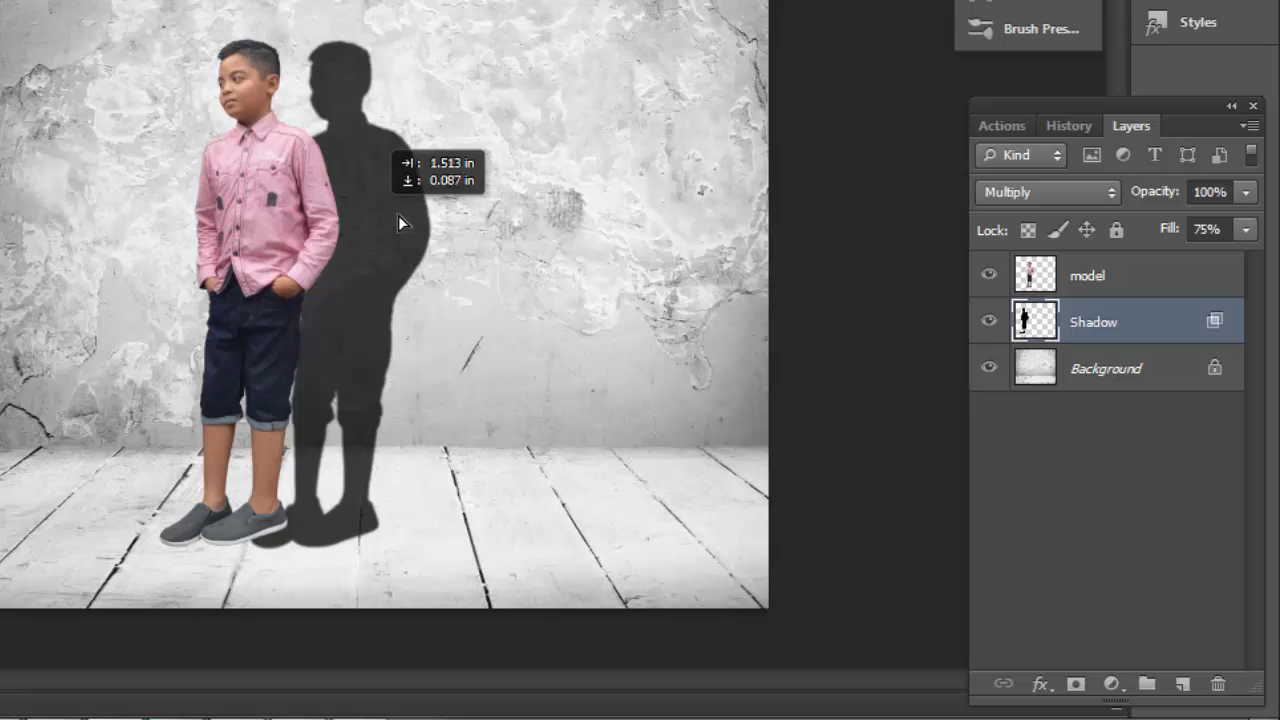 Brush Pres...
Styles
Actions
History
Layers
Kind
Multiply
Opacity: 100%
Lock:
Fill: 75%
model
Shadow
Background
fx
: 1.513 in
: 0.087 in